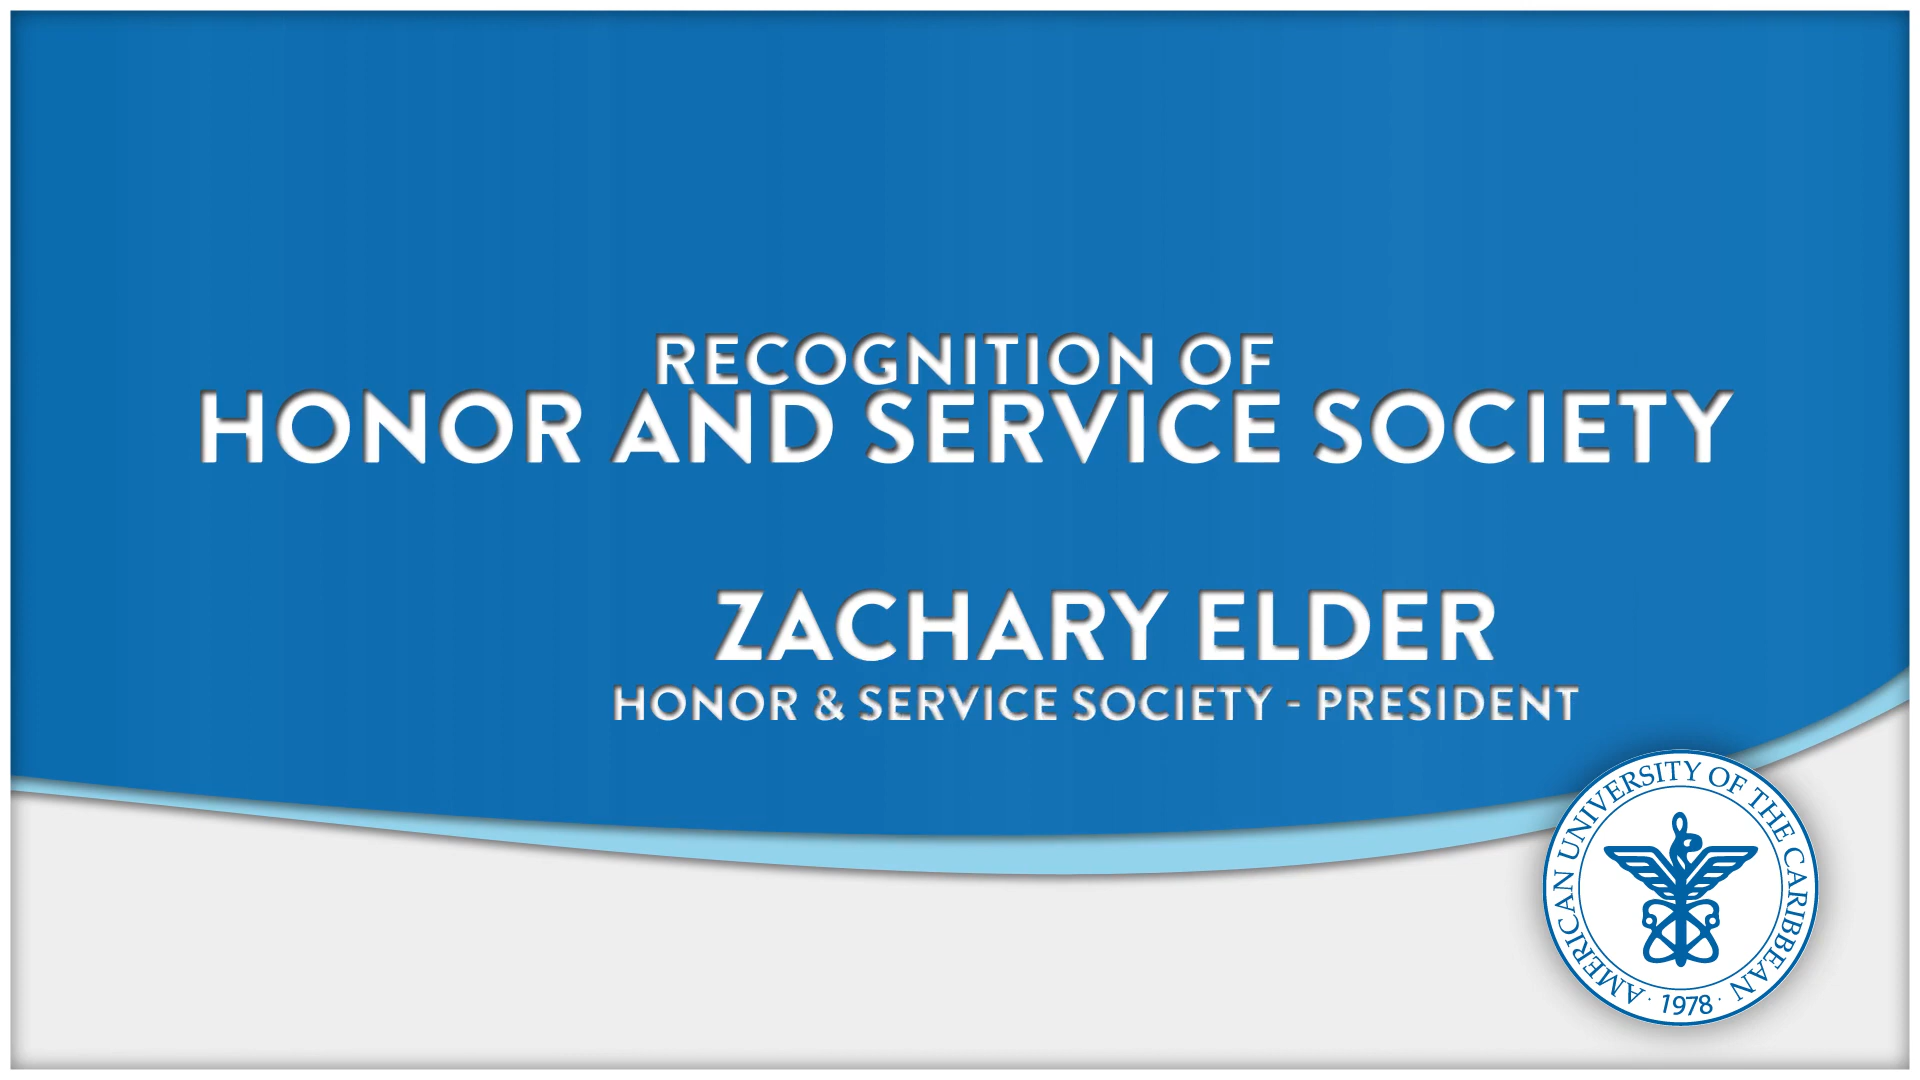 RECOGNITION OF
HONOR AND SERVICE SOCIETY
ZACHARY ELDER
HONOR & SERVICE SOCIETY - PRESIDENT
AMERICAN UNIVERSITY OF THE CARIBBEAN
· 1978 ·